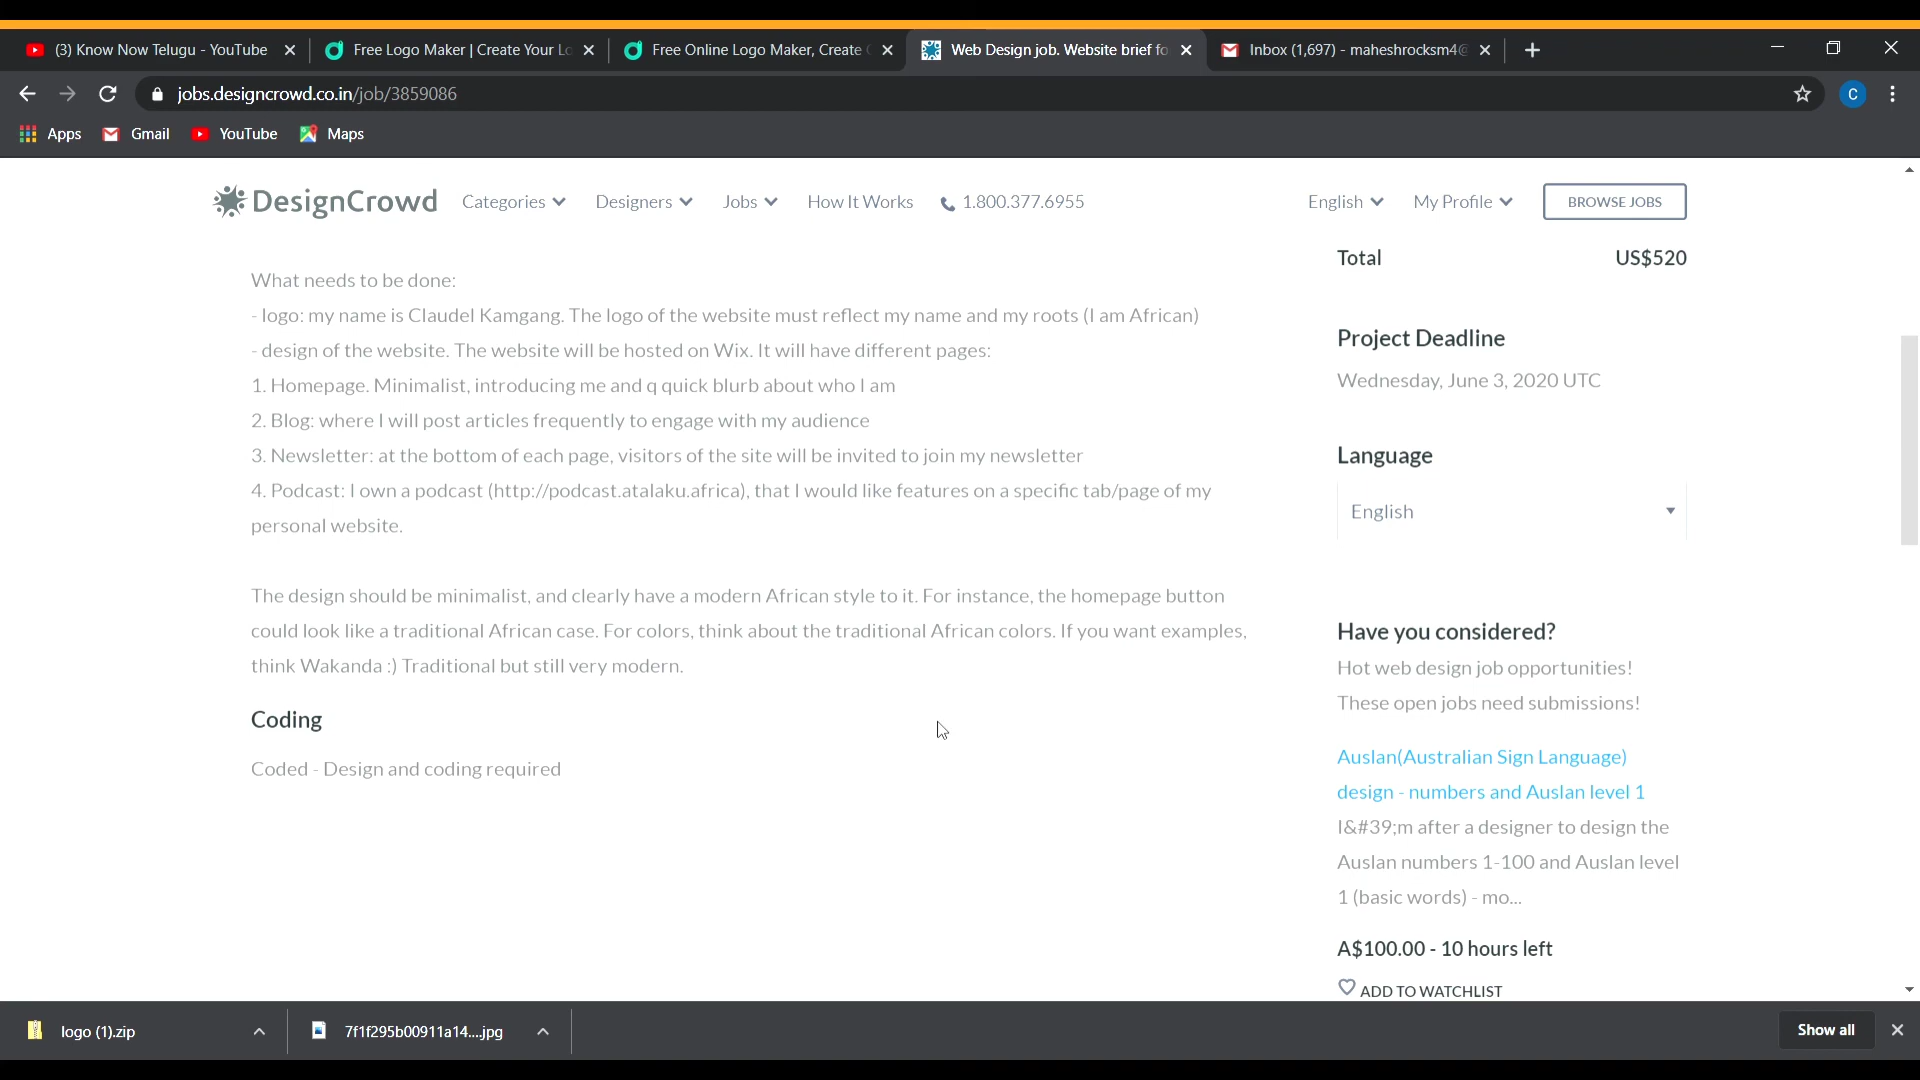 (3) Know Now Telugu - YouTube
Free Logo Maker | Create Your Lo
Free Online Logo Maker, Create
Web Design job. Website brief fo
Inbox (1,697) - maheshrocksm4
jobs.designcrowd.co.in/job/3859086
C
Apps Gmail YouTube Maps
DesignCrowd Categories Designers Jobs How It Works 1.800.377.6955 English My Profile BROWSE JOBS
What needs to be done:
- logo: my name is Claudel Kamgang. The logo of the website must reflect my name and my roots (I am African)
- design of the website. The website will be hosted on Wix. It will have different pages:
1. Homepage. Minimalist, introducing me and q quick blurb about who I am
2. Blog: where I will post articles frequently to engage with my audience
3. Newsletter: at the bottom of each page, visitors of the site will be invited to join my newsletter
4. Podcast: I own a podcast (http://podcast.atalaku.africa), that I would like features on a specific tab/page of my
personal website.
The design should be minimalist, and clearly have a modern African style to it. For instance, the homepage button
could look like a traditional African case. For colors, think about the traditional African colors. If you want examples,
think Wakanda :) Traditional but still very modern.
Coding
Coded - Design and coding required
Total US$520
Project Deadline
Wednesday, June 3, 2020 UTC
Language
English
Have you considered?
Hot web design job opportunities!
These open jobs need submissions!
Auslan(Australian Sign Language)
design - numbers and Auslan level 1
I&#39;m after a designer to design the
Auslan numbers 1-100 and Auslan level
1 (basic words) - mo...
A$100.00 - 10 hours left
ADD TO WATCHLIST
logo (1).zip
7f1f295b00911a14....jpg
Show all